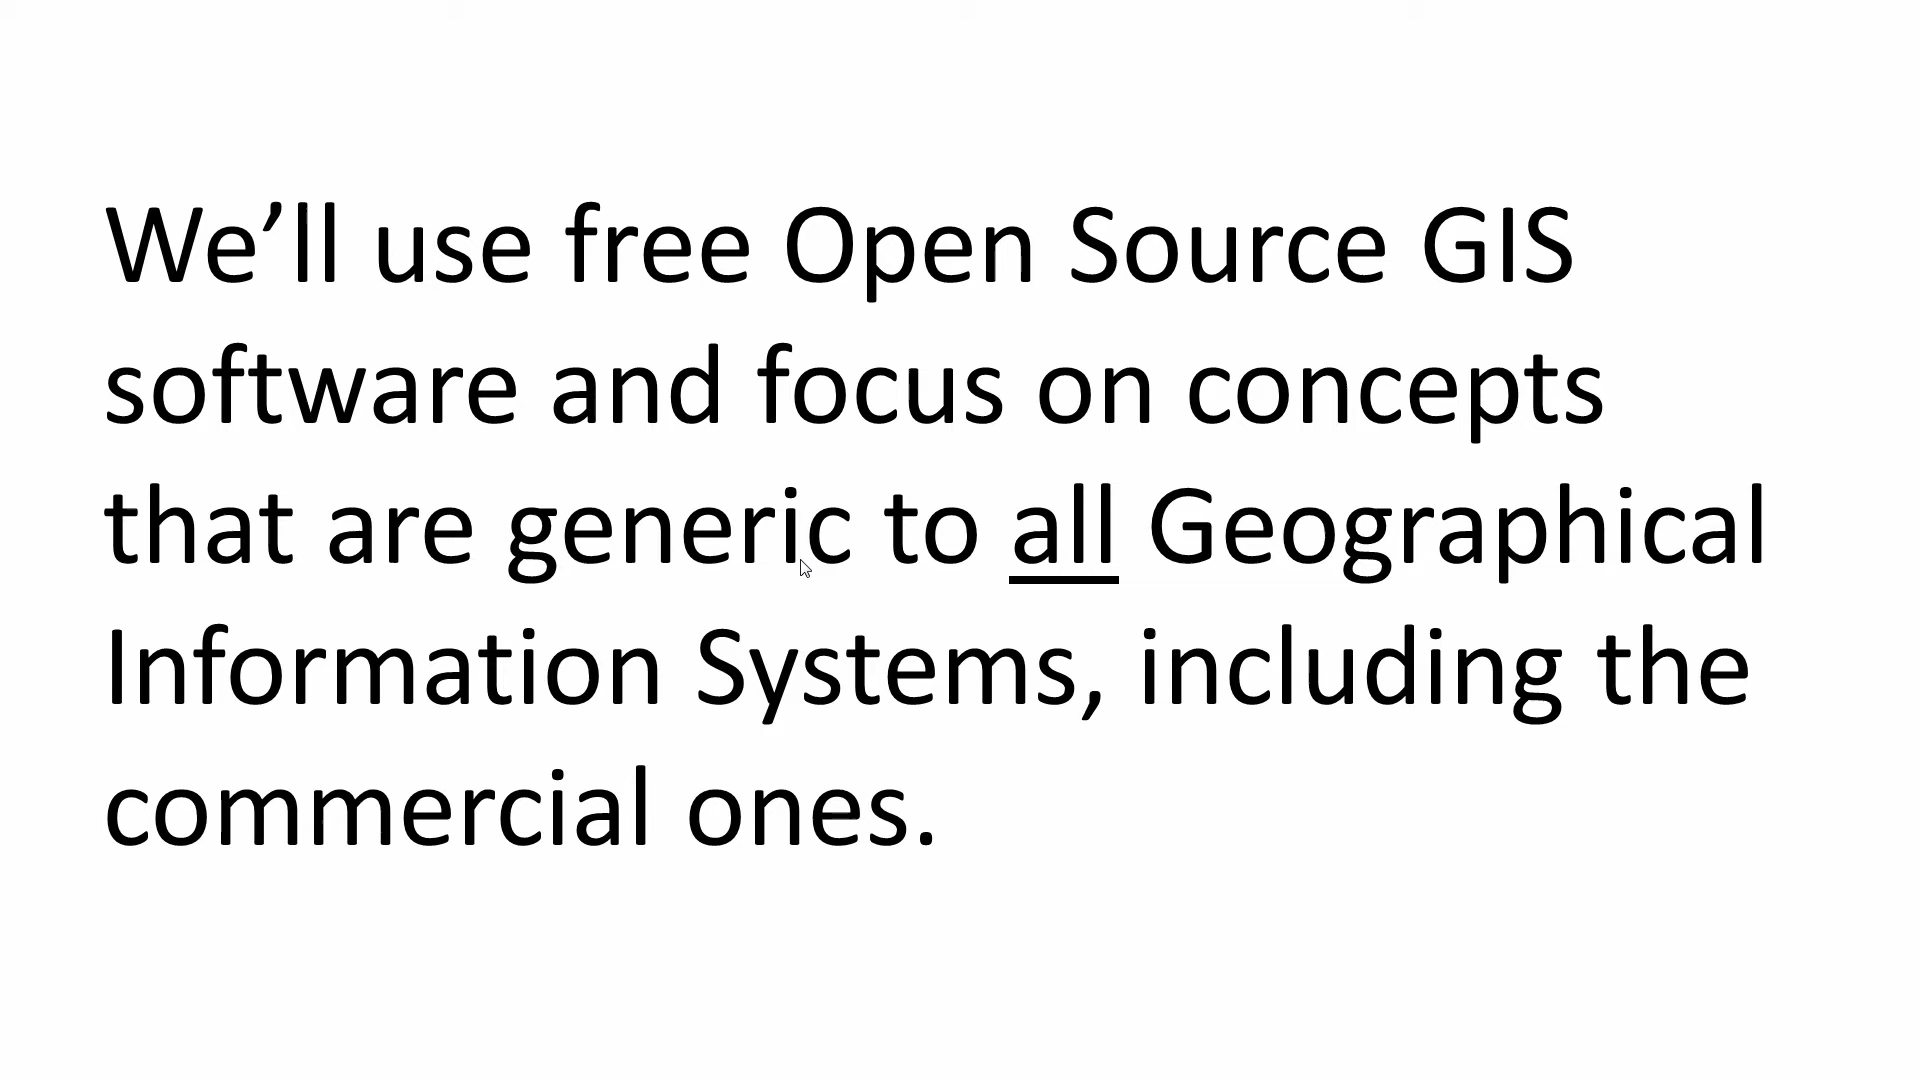 We’ll use free Open Source GIS
software and focus on concepts
that are generic to all Geographical
Information Systems, including the
commercial ones.